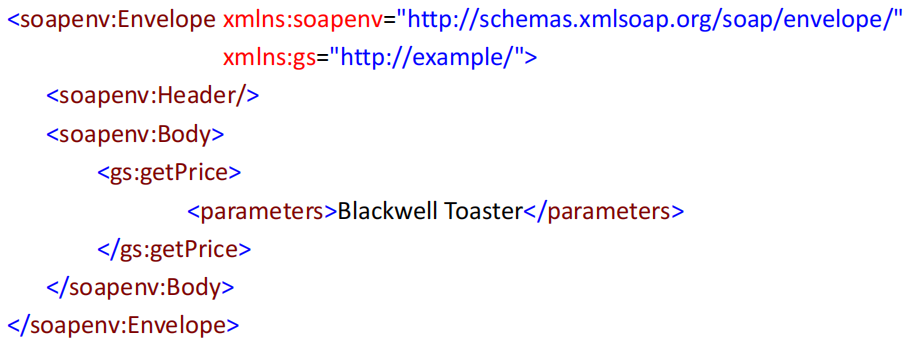 <soapenv:Envelope xmlns:soapenv="http://schemas.xmlsoap.org/soap/envelope/"
xmlns:gs="http://example/">
<soapenv:Header/>
<soapenv:Body>
<gs:getPrice>
<parameters>Blackwell Toaster</parameters>
</gs:getPrice>
</soapenv:Body>
</soapenv:Envelope>